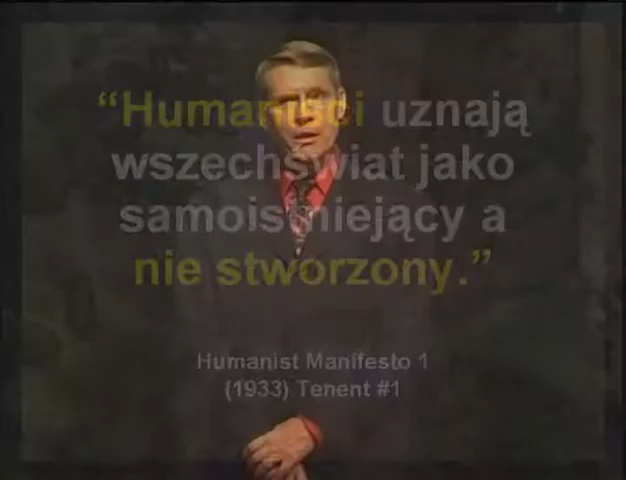 “Humaniści uznają
wszechświat jako
samoistniejący a
nie stworzony.”
Humanist Manifesto 1
(1933) Tenent #1